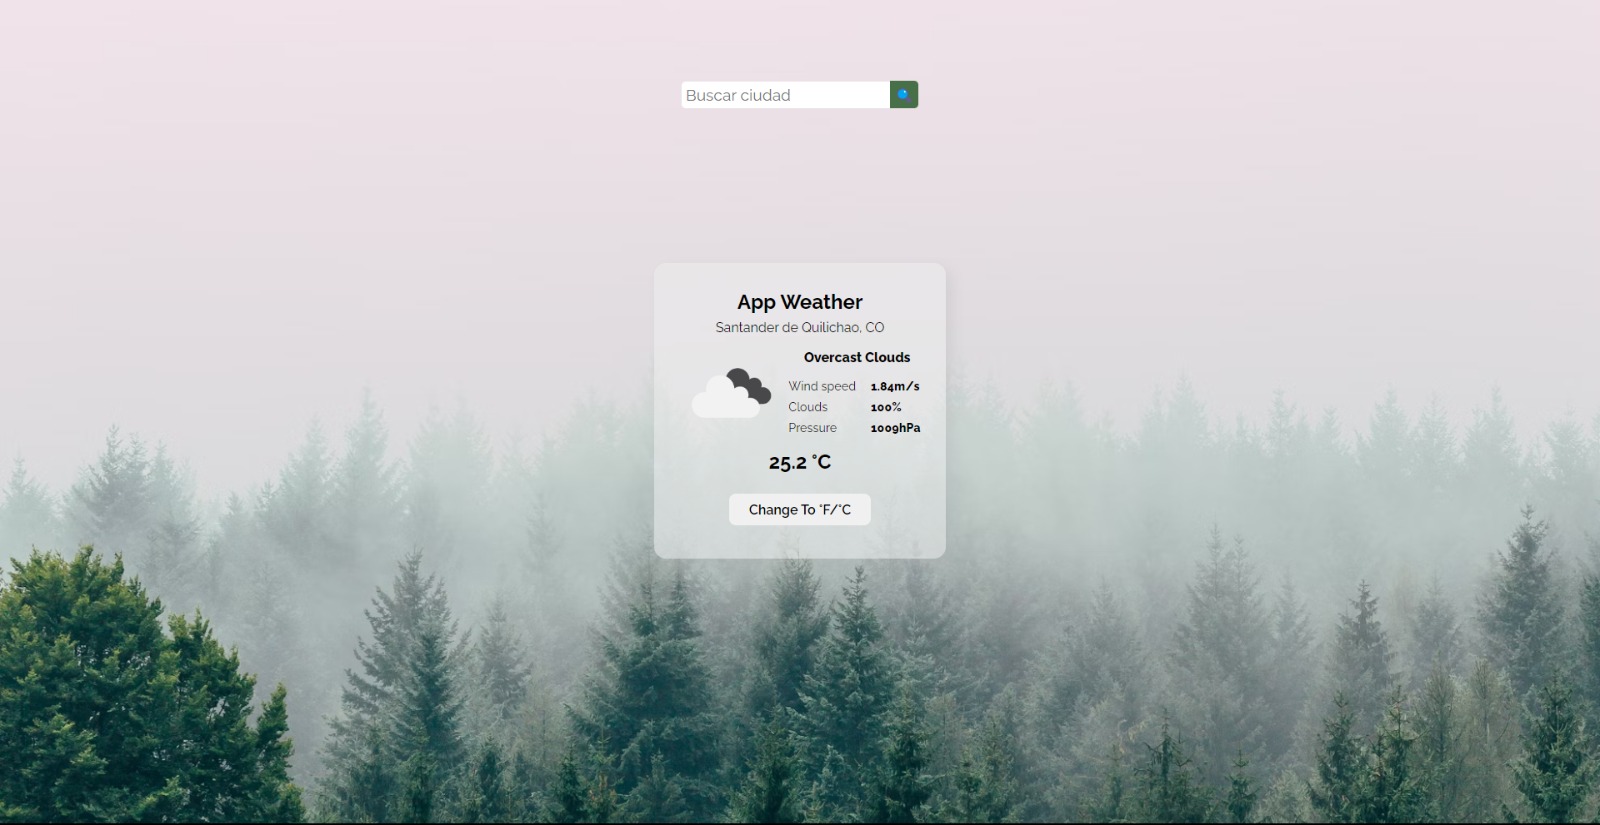 Buscar ciudad
App Weather
Santander de Quilichao, CO
Overcast Clouds
Wind speed 1.84m/s
Clouds 100%
Pressure 1009hPa
25.2 °C
Change To °F/°C